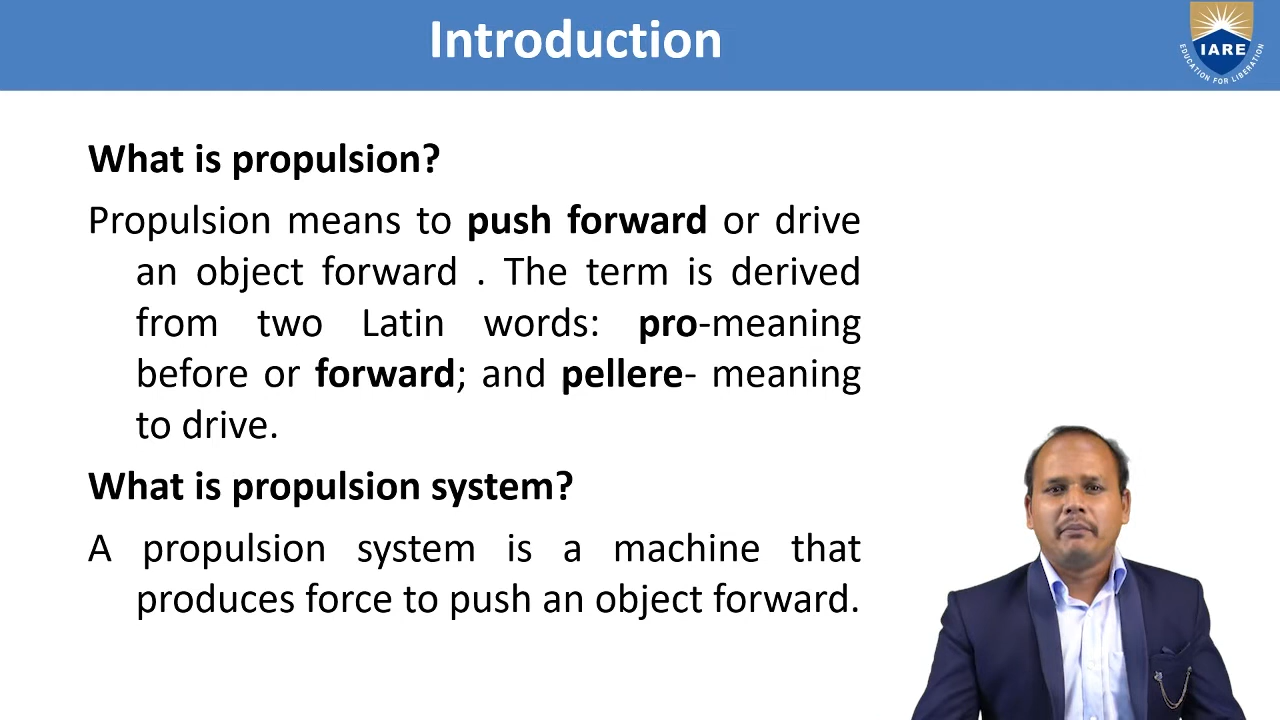 Introduction
IARE
EDUCATION FOR LIBERATION
What is propulsion?
Propulsion means to push forward or drive
an object forward . The term is derived
from two Latin words: pro-meaning
before or forward; and pellere- meaning
to drive.
What is propulsion system?
A propulsion system is a machine that
produces force to push an object forward.